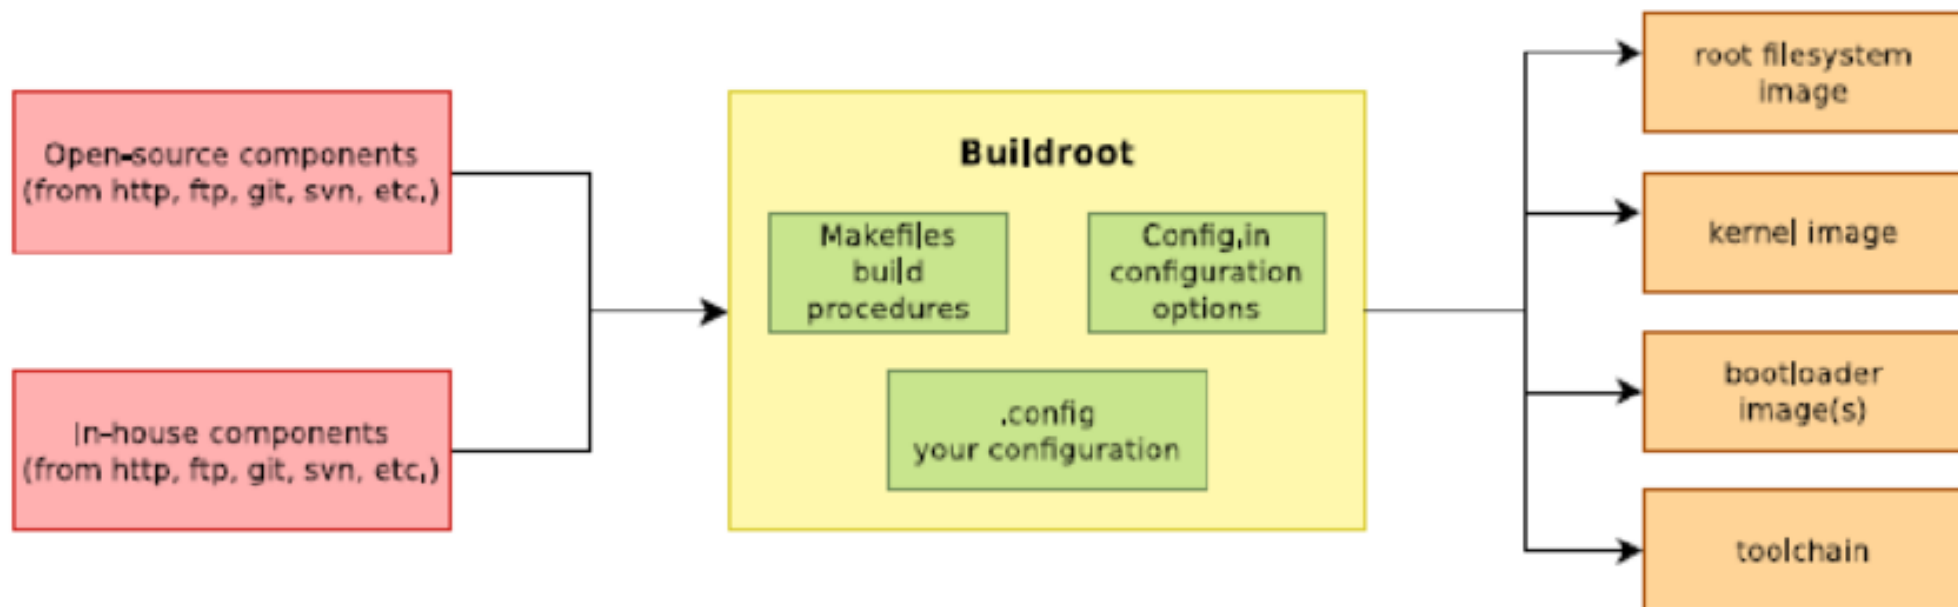 Open-source components
(from http, ftp, git, svn, etc.)
In-house components
(from http, ftp, git, svn, etc.)
Buildroot
Makefiles
build
procedures
Config.in
configuration
options
.config
your configuration
root filesystem
image
kernel image
bootloader
image(s)
toolchain